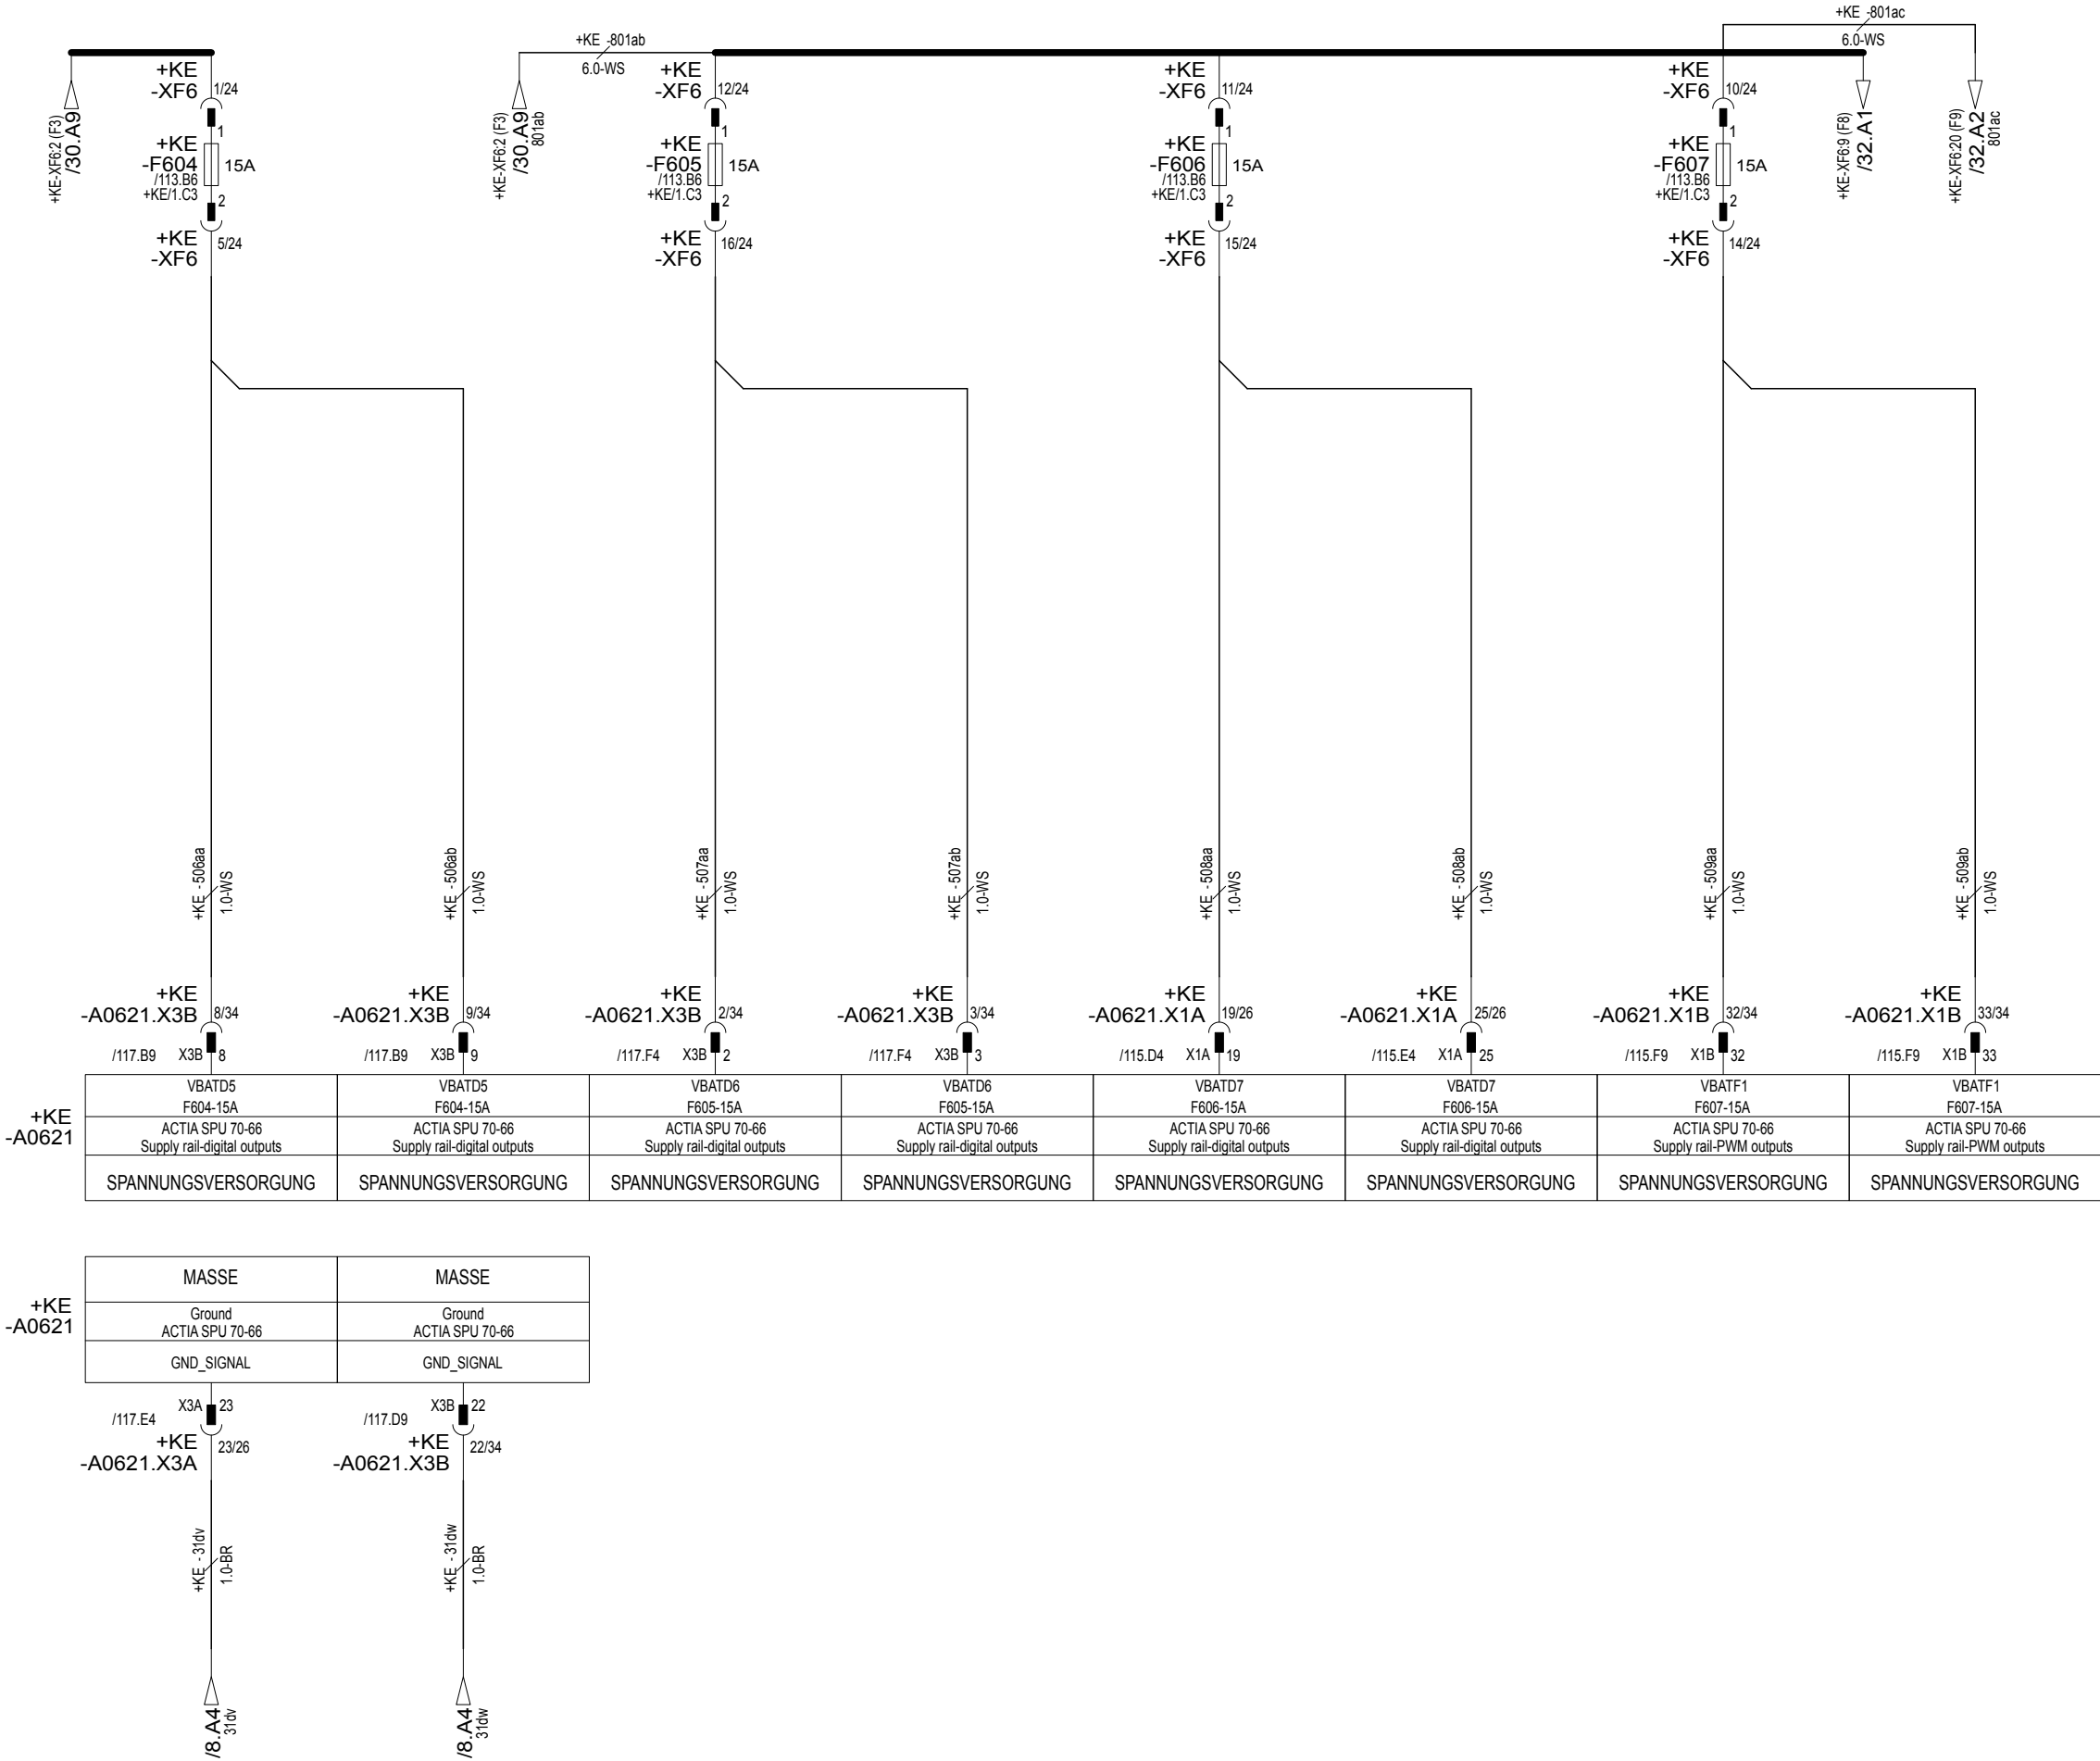 +KE -801ac
6.0-WS
+KE -801ab
6.0-WS
+KE
-XF6 1/24
+KE
-XF6 12/24
+KE
-XF6 11/24
+KE
-XF6 10/24
+KE-XF6:2 (F3)
/30.A9
+KE-XF6:2 (F3)
/30.A9
801ab
+KE-XF6:9 (F8)
/32.A1
+KE-XF6:20 (F9)
/32.A2
801ac
1
+KE
-F604 15A
/113.B6
+KE/1.C3
2
1
+KE
-F605 15A
/113.B6
+KE/1.C3
2
1
+KE
-F606 15A
/113.B6
+KE/1.C3
2
1
+KE
-F607 15A
/113.B6
+KE/1.C3
2
+KE
-XF6 5/24
+KE
-XF6 16/24
+KE
-XF6 15/24
+KE
-XF6 14/24
+KE -506aa
1.0-WS
+KE -506ab
1.0-WS
+KE -507aa
1.0-WS
+KE -507ab
1.0-WS
+KE -508aa
1.0-WS
+KE -508ab
1.0-WS
+KE -509aa
1.0-WS
+KE -509ab
1.0-WS
+KE
-A0621.X3B 8/34
/117.B9 X3B 8
+KE
-A0621.X3B 9/34
/117.B9 X3B 9
+KE
-A0621.X3B 2/34
/117.F4 X3B 2
+KE
-A0621.X3B 3/34
/117.F4 X3B 3
+KE
-A0621.X1A 19/26
/115.D4 X1A 19
+KE
-A0621.X1A 25/26
/115.E4 X1A 25
+KE
-A0621.X1B 32/34
/115.F9 X1B 32
+KE
-A0621.X1B 33/34
/115.F9 X1B 33
+KE
-A0621
VBATD5
F604-15A
ACTIA SPU 70-66
Supply rail-digital outputs
SPANNUNGSVERSORGUNG
VBATD5
F604-15A
ACTIA SPU 70-66
Supply rail-digital outputs
SPANNUNGSVERSORGUNG
VBATD6
F605-15A
ACTIA SPU 70-66
Supply rail-digital outputs
SPANNUNGSVERSORGUNG
VBATD6
F605-15A
ACTIA SPU 70-66
Supply rail-digital outputs
SPANNUNGSVERSORGUNG
VBATD7
F606-15A
ACTIA SPU 70-66
Supply rail-digital outputs
SPANNUNGSVERSORGUNG
VBATD7
F606-15A
ACTIA SPU 70-66
Supply rail-digital outputs
SPANNUNGSVERSORGUNG
VBATF1
F607-15A
ACTIA SPU 70-66
Supply rail-PWM outputs
SPANNUNGSVERSORGUNG
VBATF1
F607-15A
ACTIA SPU 70-66
Supply rail-PWM outputs
SPANNUNGSVERSORGUNG
+KE
-A0621
MASSE
Ground
ACTIA SPU 70-66
GND_SIGNAL
MASSE
Ground
ACTIA SPU 70-66
GND_SIGNAL
X3A 23
/117.E4
+KE 23/26
-A0621.X3A
X3B 22
/117.D9
+KE 22/34
-A0621.X3B
+KE -31dv
1.0-BR
+KE -31dw
1.0-BR
/8.A4
31dv
/8.A4
31dw